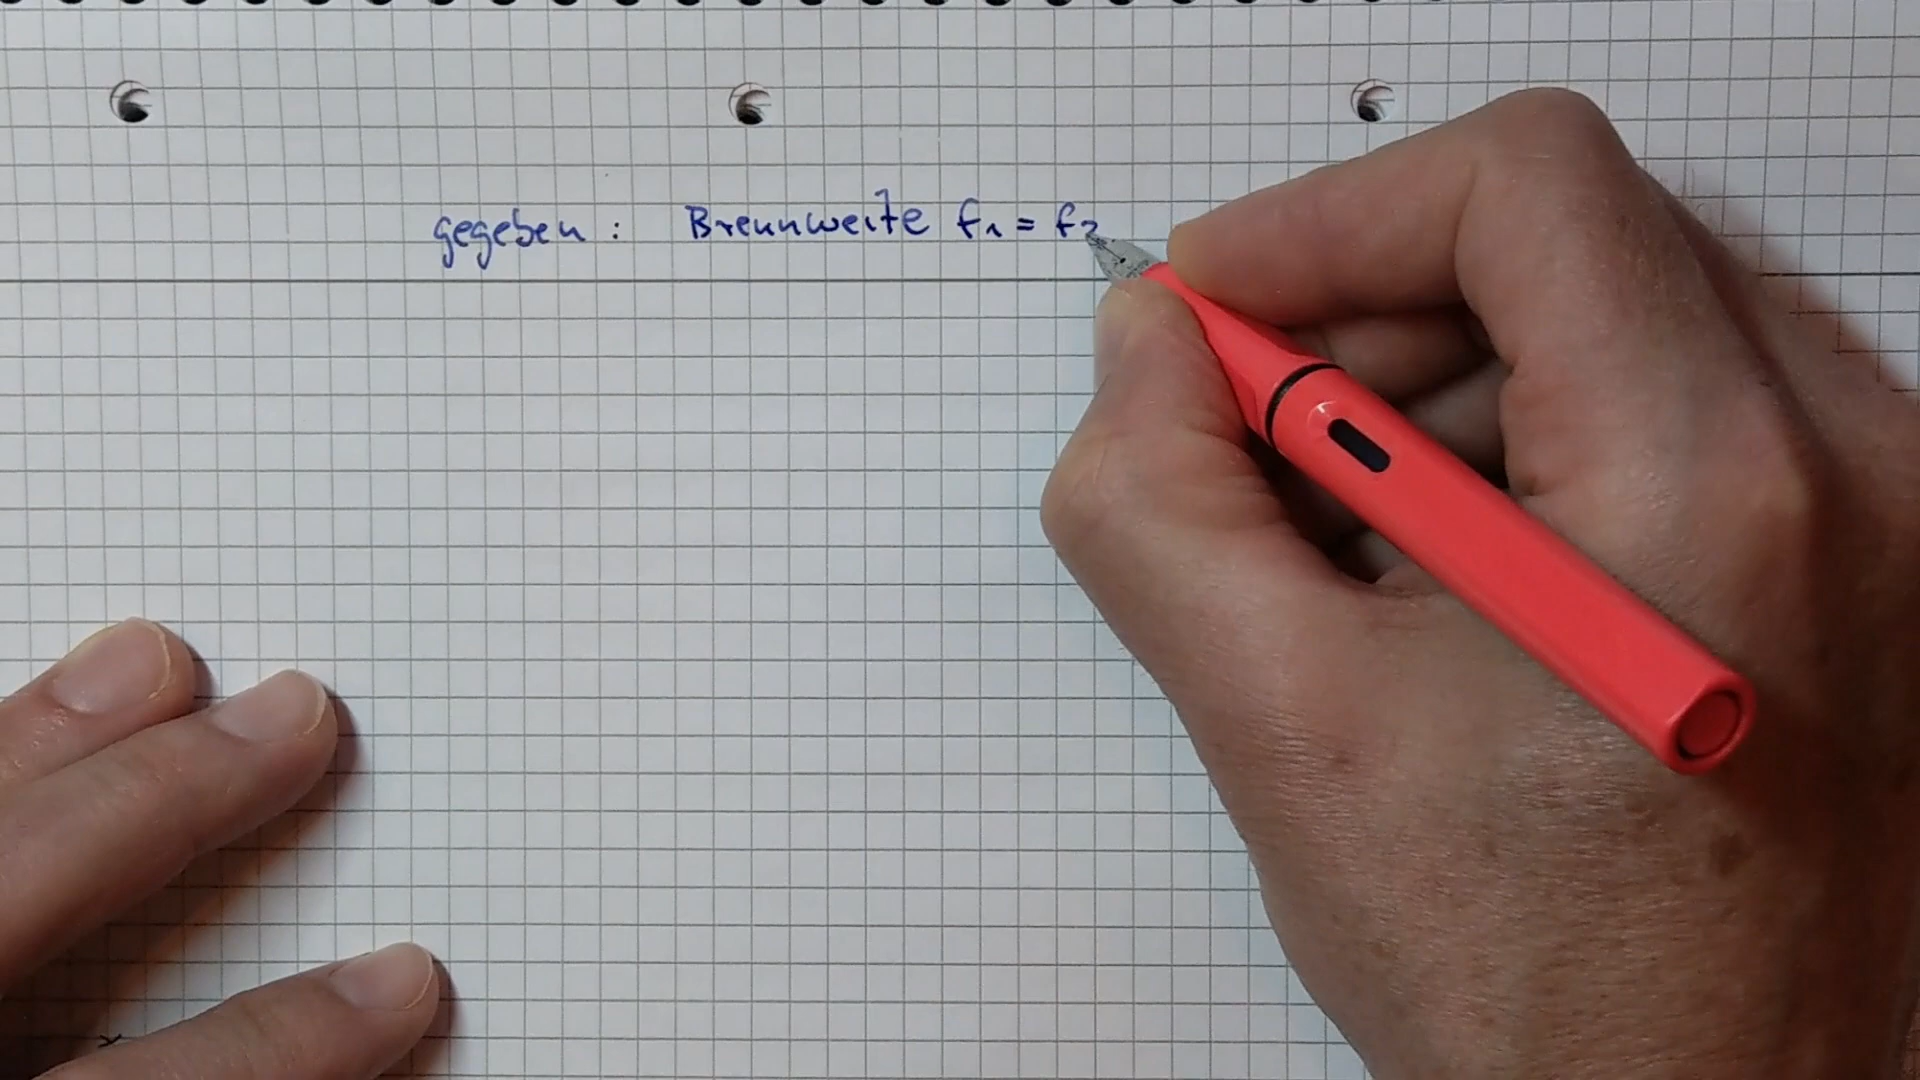 gegeben : Brennweite f₁ = f₂